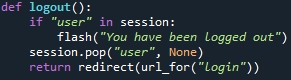 def logout():
    if "user" in session:
        flash("You have been logged out")
    session.pop("user", None)
    return redirect(url_for("login"))